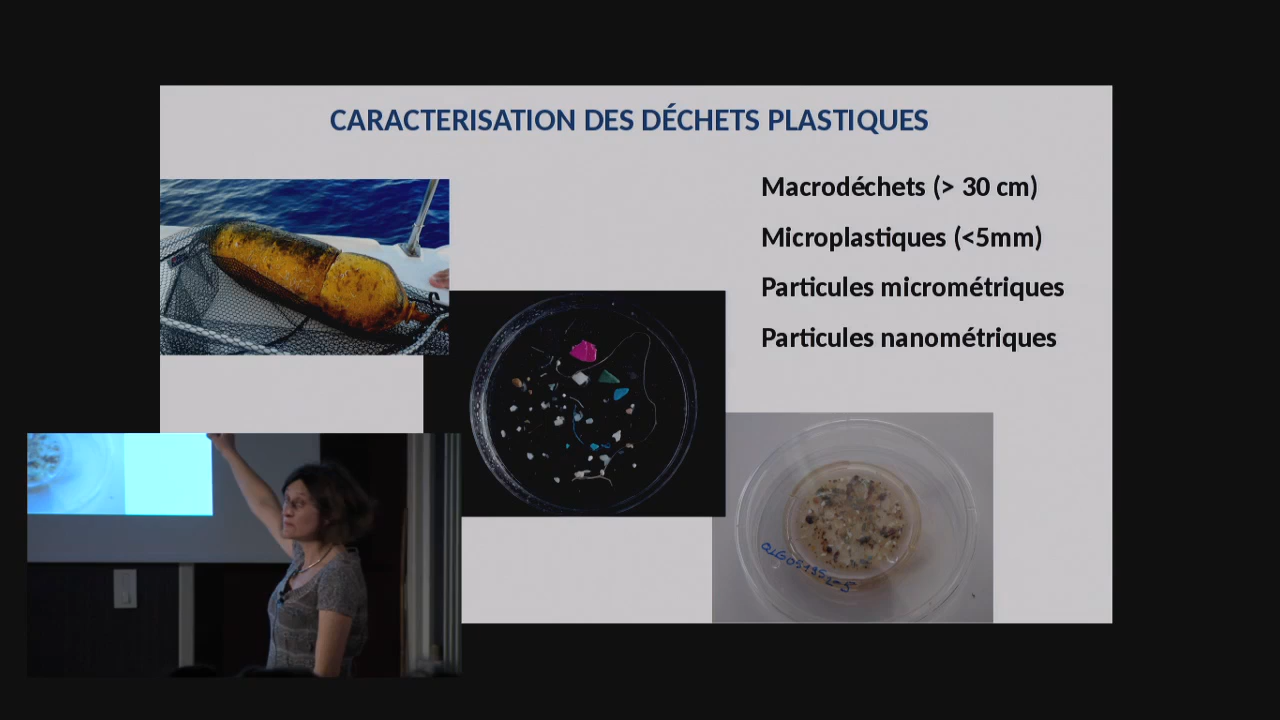 CARACTERISATION DES DÉCHETS PLASTIQUES
Macrodéchets (> 30 cm)
Microplastiques (<5mm)
Particules micrométriques
Particules nanométriques